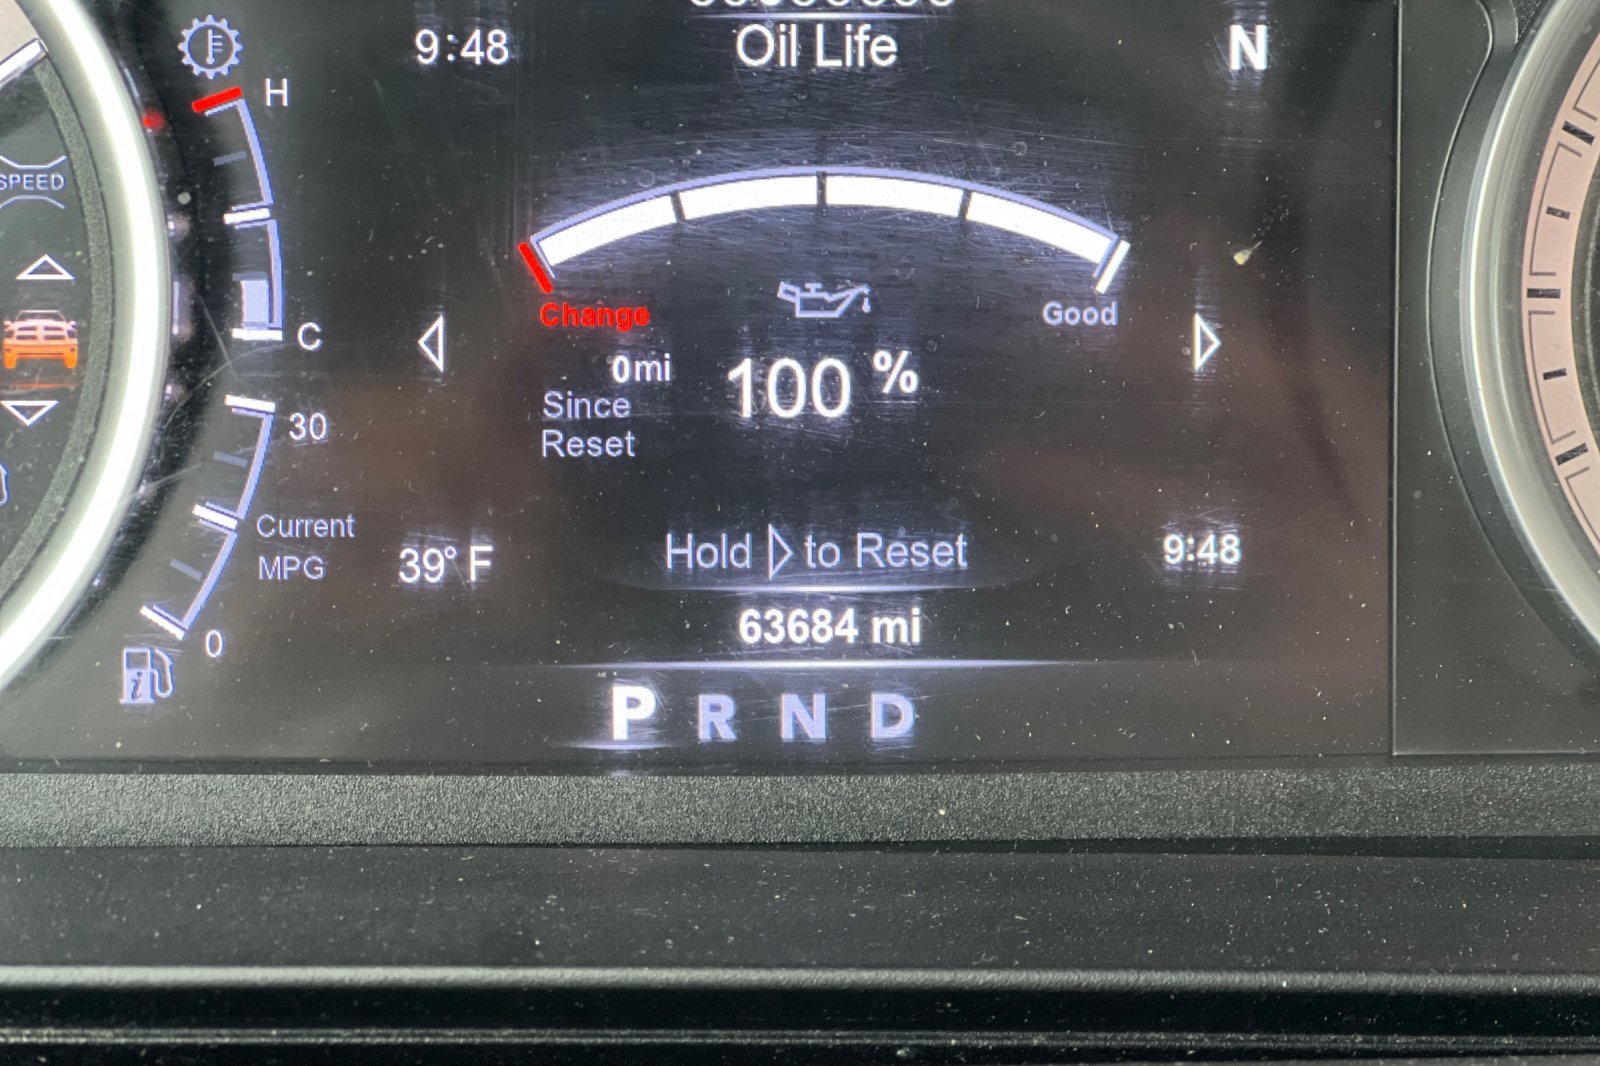 9:48
Oil Life
N
H
SPEED
Change
Good
C
0mi
100 %
Since
Reset
30
Current
MPG
39° F
Hold ▷ to Reset
9:48
63684 mi
0
P R N D